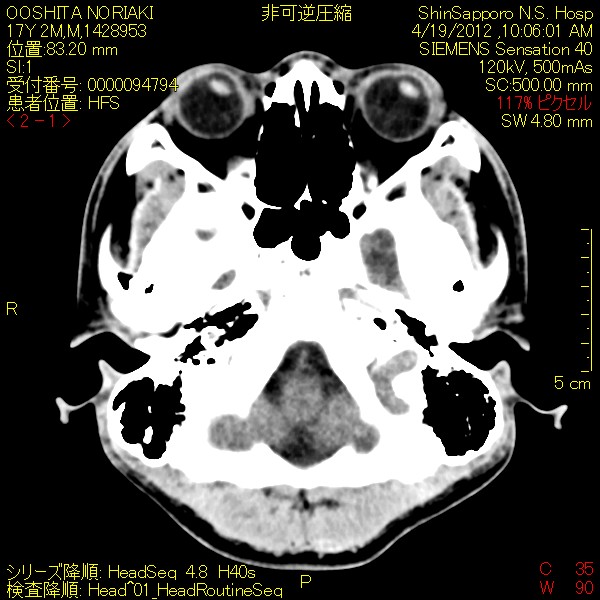 OOSHITA NORIAKI
17Y 2M,M,1428953
位置:83.20 mm
SI:1
受付番号: 0000094794
患者位置: HFS
<2-1>
非可逆圧縮
ShinSapporo N.S. Hosp
4/19/2012 ,10:06:01 AM
SIEMENS Sensation 40
120kV, 500mAs
SC:500.00 mm
117% ピクセル
SW 4.80 mm
R
5 cm
シリーズ降順: HeadSeq 4.8 H40s
検査降順: Head^01_HeadRoutineSeq
P
C 35
W 90